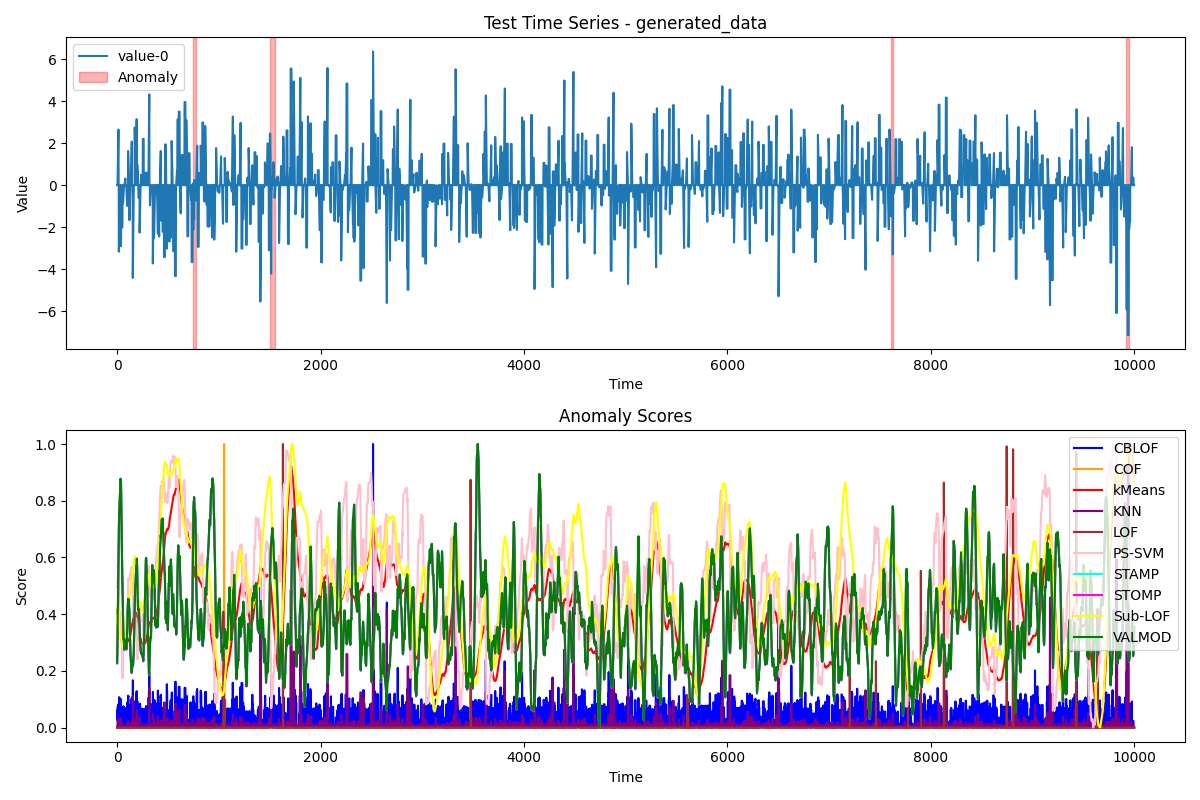 Test Time Series - generated_data
value-0
Anomaly
6
4
2
0
−2
−4
−6
Value
0
2000
4000
6000
8000
10000
Time
Anomaly Scores
1.0
0.8
0.6
0.4
0.2
0.0
Score
CBLOF
COF
kMeans
KNN
LOF
PS-SVM
STAMP
STOMP
Sub-LOF
VALMOD
0
2000
4000
6000
8000
10000
Time